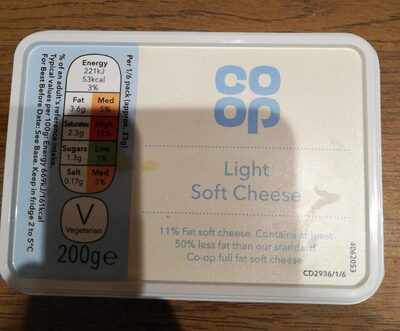 co
op
Light
Soft Cheese
11% Fat soft cheese. Contains at least
50% less fat than our standard
Co-op full fat soft cheese
CD2936/1/6
4062053
Per 1/6 pack (approx. 33g)
Energy
221kJ
53kcal
3%
Fat Med
3.6g 5%
Saturates High
2.3g 12%
Sugars Low
1.3g 1%
Salt Med
0.17g 3%
V
Vegetarian
200g e
% of an adult's reference intake.
Typical values per 100g: Energy 669kJ/161kcal
For Best Before Date: See Base. Keep in fridge 2 to 5°C